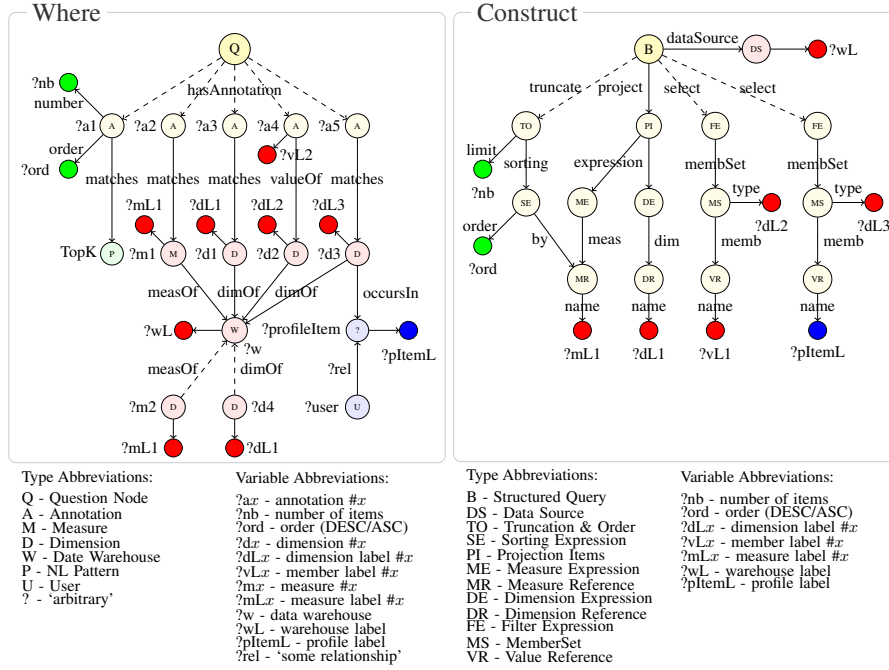 Where
Q
hasAnnotation
?nb
number
?a1
A
?a2
A
?a3
A
?a4
A
?a5
A
order
?ord
?vL2
matches
matches
matches
valueOf
matches
?mL1
?dL1
?dL2
?dL3
TopK
P
?m1
M
?d1
D
?d2
D
?d3
D
measOf
dimOf
dimOf
occursIn
?wL
W
?w
?profileItem
?
?pItemL
measOf
dimOf
?rel
?m2
D
?d4
D
?user
U
?mL1
?dL1
Construct
B
dataSource
DS
?wL
truncate
project
select
select
TO
PI
FE
FE
limit
?nb
sorting
expression
membSet
membSet
SE
ME
DE
MS
type
?dL2
MS
type
?dL3
order
?ord
by
meas
dim
memb
memb
MR
DR
VR
VR
name
name
name
name
?mL1
?dL1
?vL1
?pItemL
Type Abbreviations:
Q - Question Node
A - Annotation
M - Measure
D - Dimension
W - Date Warehouse
P - NL Pattern
U - User
? - ‘arbitrary’
Variable Abbreviations:
?ax - annotation #x
?nb - number of items
?ord - order (DESC/ASC)
?dx - dimension #x
?dLx - dimension label #x
?vLx - member label #x
?mx - measure #x
?mLx - measure label #x
?w - data warehouse
?wL - warehouse label
?pItemL - profile label
?rel - ‘some relationship’
Type Abbreviations:
B - Structured Query
DS - Data Source
TO - Truncation & Order
SE - Sorting Expression
PI - Projection Items
ME - Measure Expression
MR - Measure Reference
DE - Dimension Expression
DR - Dimension Reference
FE - Filter Expression
MS - MemberSet
VR - Value Reference
Variable Abbreviations:
?nb - number of items
?ord - order (DESC/ASC)
?dLx - dimension label #x
?vLx - member label #x
?mLx - measure label #x
?wL - warehouse label
?pItemL - profile label